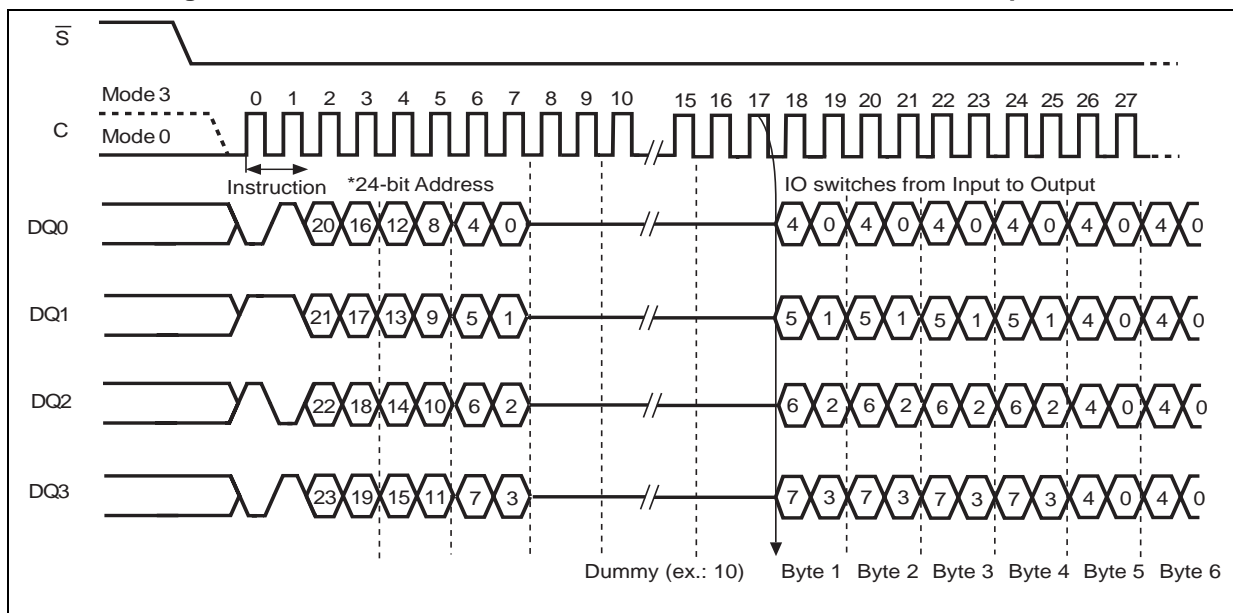 S
Mode 3
0 1 2 3 4 5 6 7 8 9 10 15 16 17 18 19 20 21 22 23 24 25 26 27
C
Mode 0
Instruction *24-bit Address IO switches from Input to Output
DQ0 20 16 12 8 4 0 4 0 4 0 4 0 4 0 4 0 4 0
DQ1 21 17 13 9 5 1 5 1 5 1 5 1 5 1 4 0 4 0
DQ2 22 18 14 10 6 2 6 2 6 2 6 2 6 2 4 0 4 0
DQ3 23 19 15 11 7 3 7 3 7 3 7 3 7 3 4 0 4 0
Dummy (ex.: 10) Byte 1 Byte 2 Byte 3 Byte 4 Byte 5 Byte 6